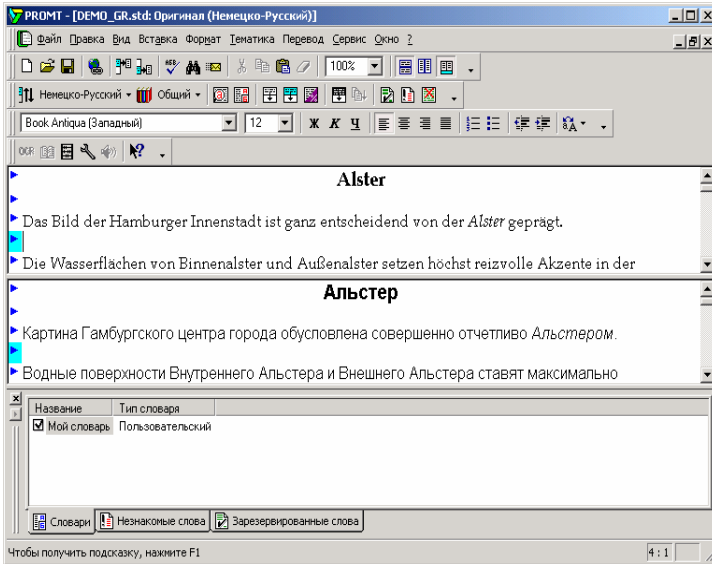 PROMT - [DEMO_GR.std: Оригинал (Немецко-Русский)]
Файл Правка Вид Вставка Формат Тематика Перевод Сервис Окно ?
100%
Немецко-Русский Общий
Book Antiqua (Западный) 12 Ж К Ч
OCR
Alster
Das Bild der Hamburger Innenstadt ist ganz entscheidend von der Alster geprägt.
Die Wasserflächen von Binnenalster und Außenalster setzen höchst reizvolle Akzente in der
Альстер
Картина Гамбургского центра города обусловлена совершенно отчетливо Альстером.
Водные поверхности Внутреннего Альстера и Внешнего Альстера ставят максимально
Название Тип словаря
Мой словарь Пользовательский
Словари Незнакомые слова Зарезервированные слова
Чтобы получить подсказку, нажмите F1 4 : 1